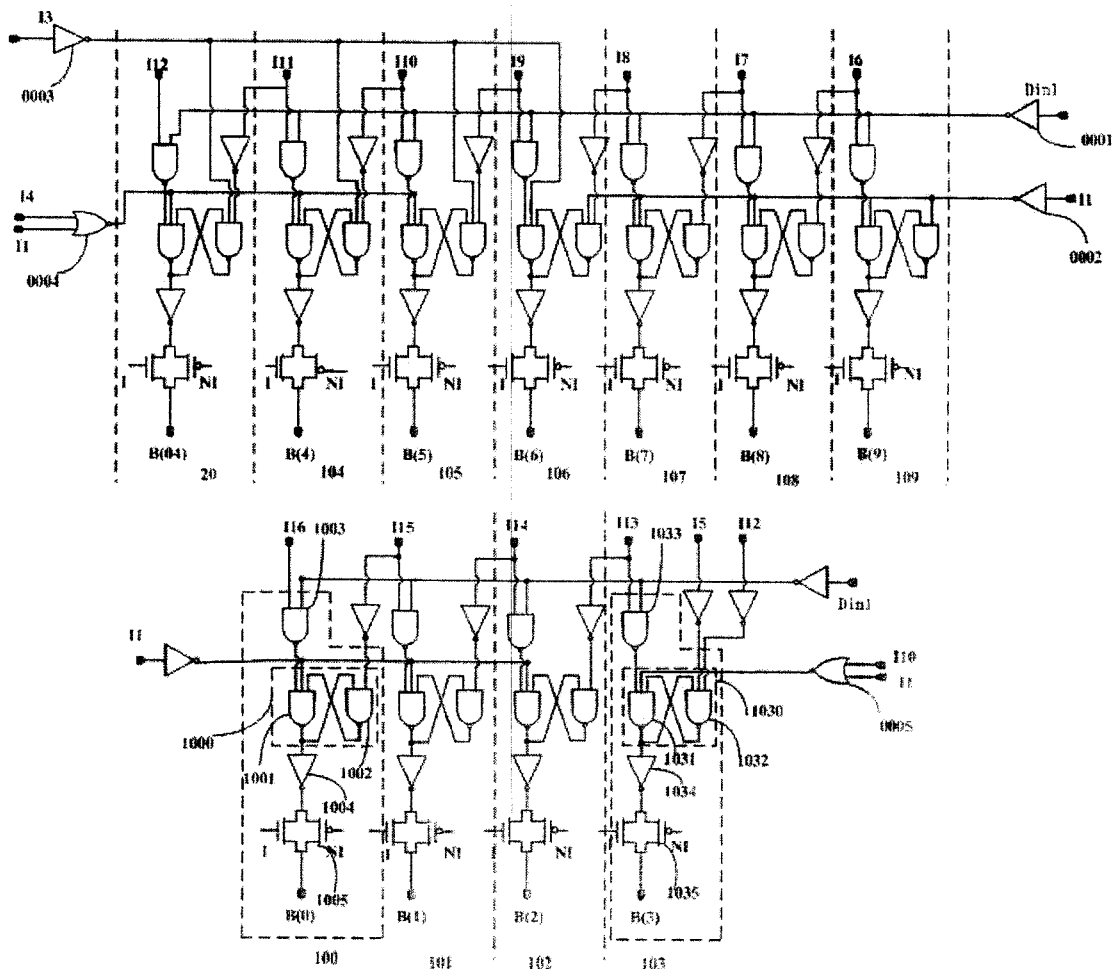 I3
I12
I11
I10
I9
I8
I7
I6
Din1
0003
0001
I4
I1
I1
0004
0002
I NI
I NI
I NI
I NI
I NI
I NI
I NI
B(04)
B(4)
B(5)
B(6)
B(7)
B(8)
B(9)
20
104
105
106
107
108
109
I16
1003
I15
I14
I13
1033
I5
I12
Din1
I1
I10
I1
0005
1000
1001
1002
1030
1031
1032
1004
1034
I NI
I NI
I NI
I NI
1005
1035
B(0)
B(1)
B(2)
B(3)
100
101
102
103